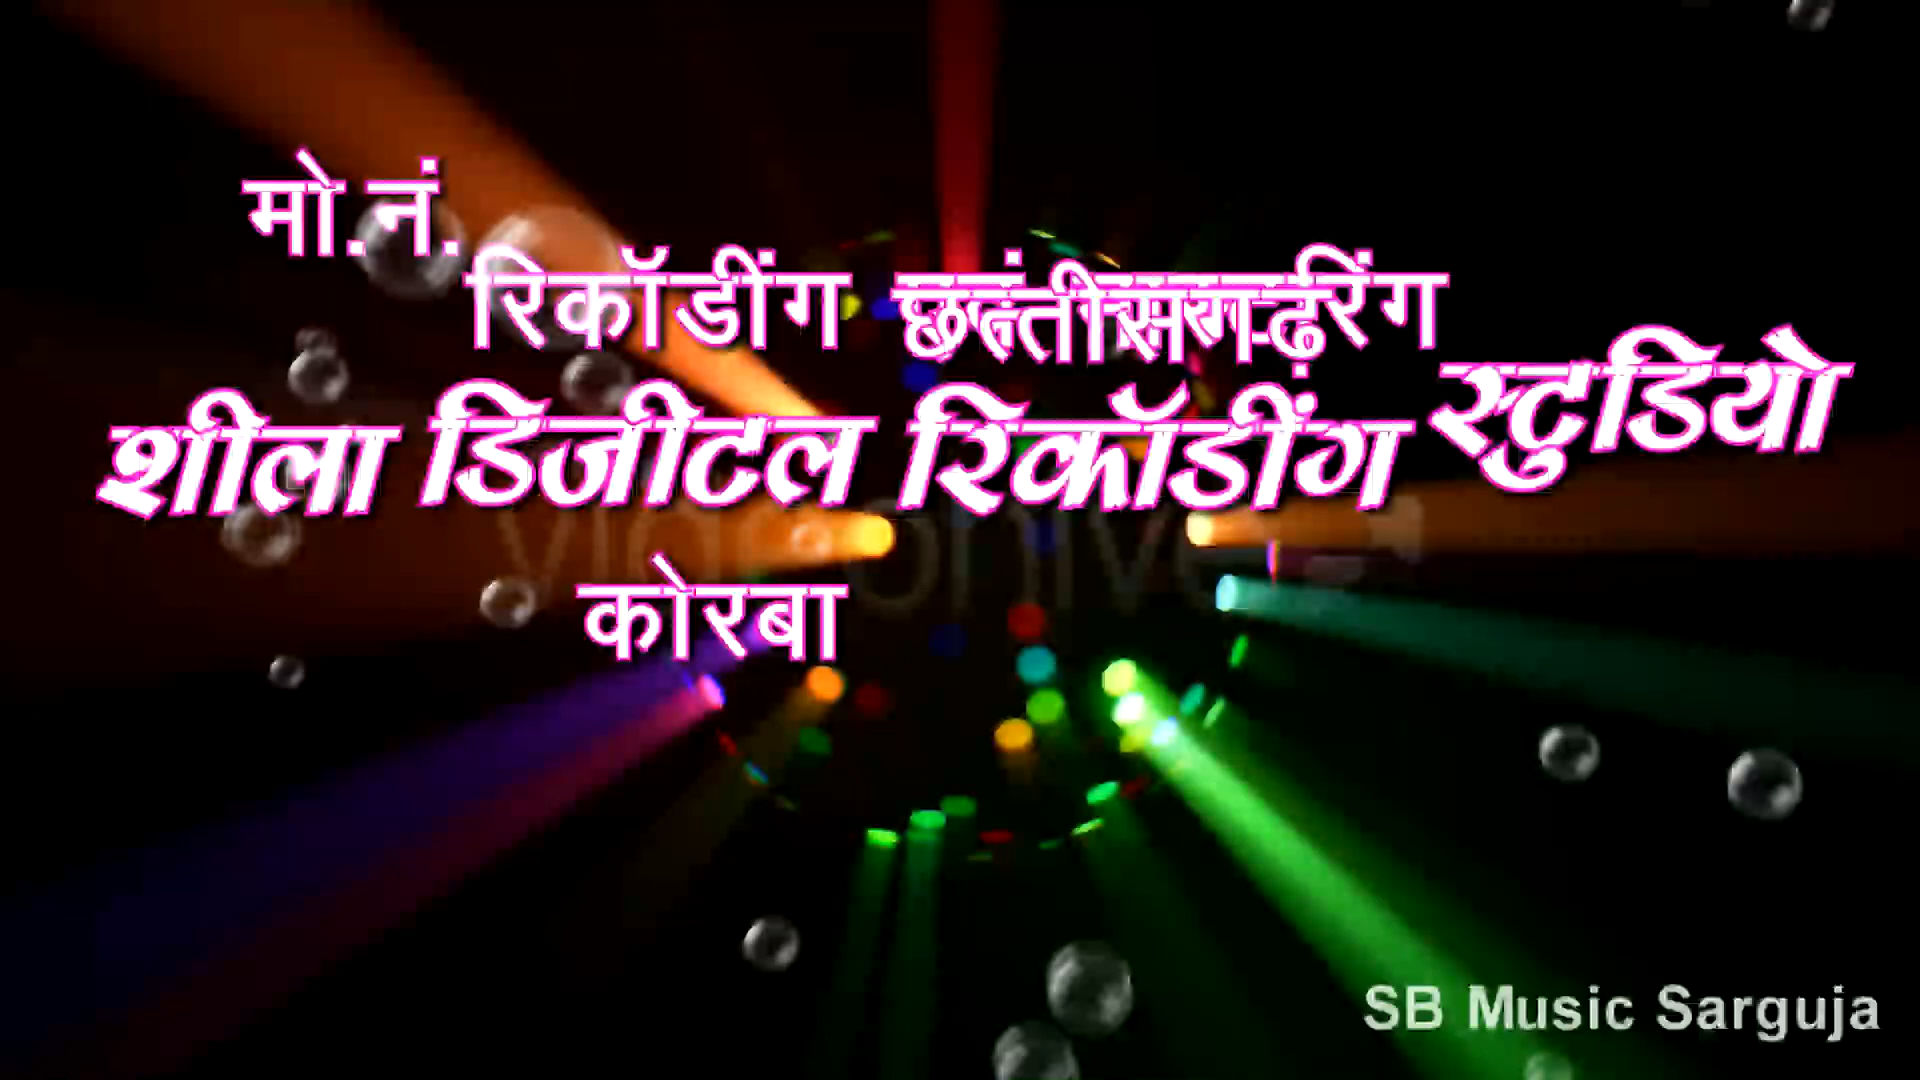 मो.नं.
रिकॉडींग
छत्तीसगढ़
शीला डिजीटल रिकॉडींग स्टुडियो
कोरबा
SB Music Sarguja